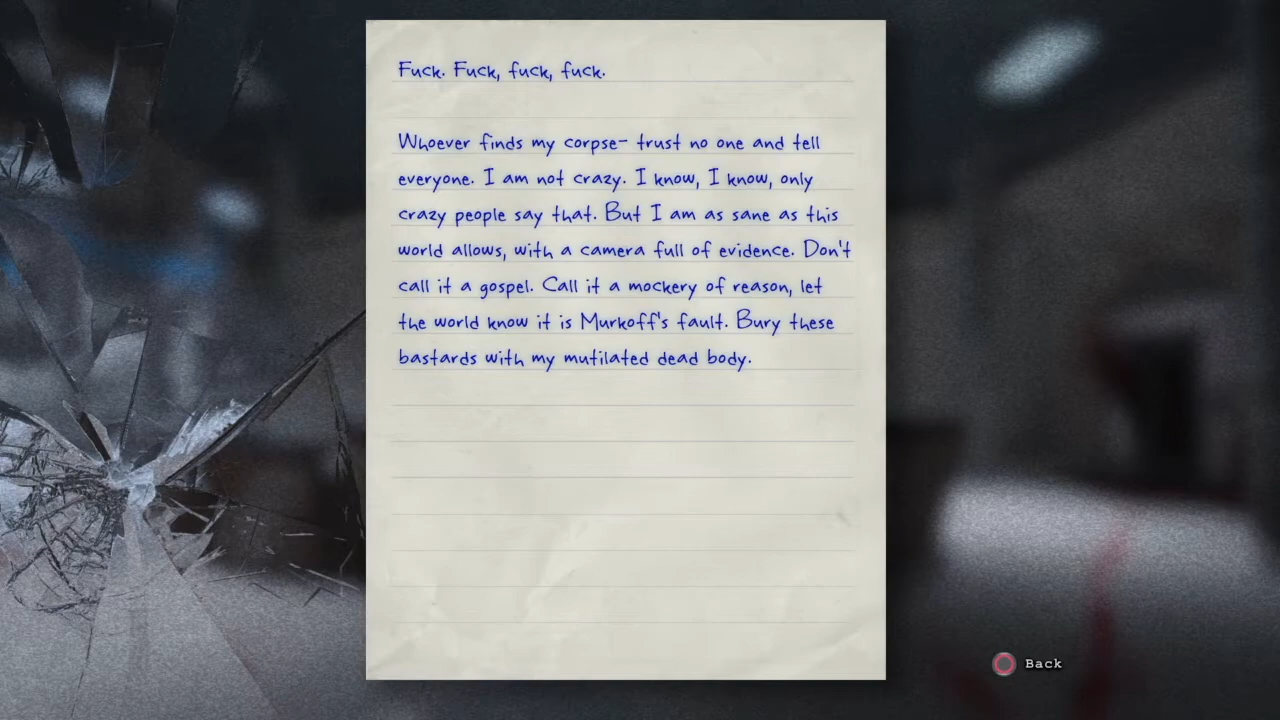 Fuck. Fuck, fuck, fuck.
Whoever finds my corpse- trust no one and tell
everyone. I am not crazy. I know, I know, only
crazy people say that. But I am as sane as this
world allows, with a camera full of evidence. Don't
call it a gospel. Call it a mockery of reason, let
the world know it is Murkoff's fault. Bury these
bastards with my mutilated dead body.
Back